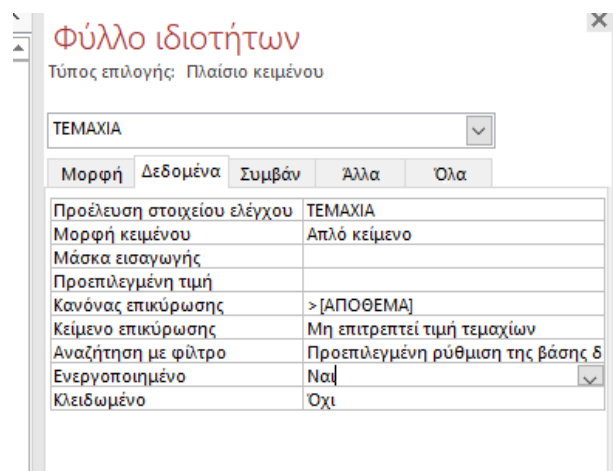 Φύλλο ιδιοτήτων
Τύπος επιλογής: Πλαίσιο κειμένου
ΤΕΜΑΧΙΑ
Μορφή Δεδομένα Συμβάν Άλλα Όλα
Προέλευση στοιχείου ελέγχου ΤΕΜΑΧΙΑ
Μορφή κειμένου Απλό κείμενο
Μάσκα εισαγωγής
Προεπιλεγμένη τιμή
Κανόνας επικύρωσης >[ΑΠΟΘΕΜΑ]
Κείμενο επικύρωσης Μη επιτρεπτεί τιμή τεμαχίων
Αναζήτηση με φίλτρο Προεπιλεγμένη ρύθμιση της βάσης δ
Ενεργοποιημένο Ναι
Κλειδωμένο Όχι